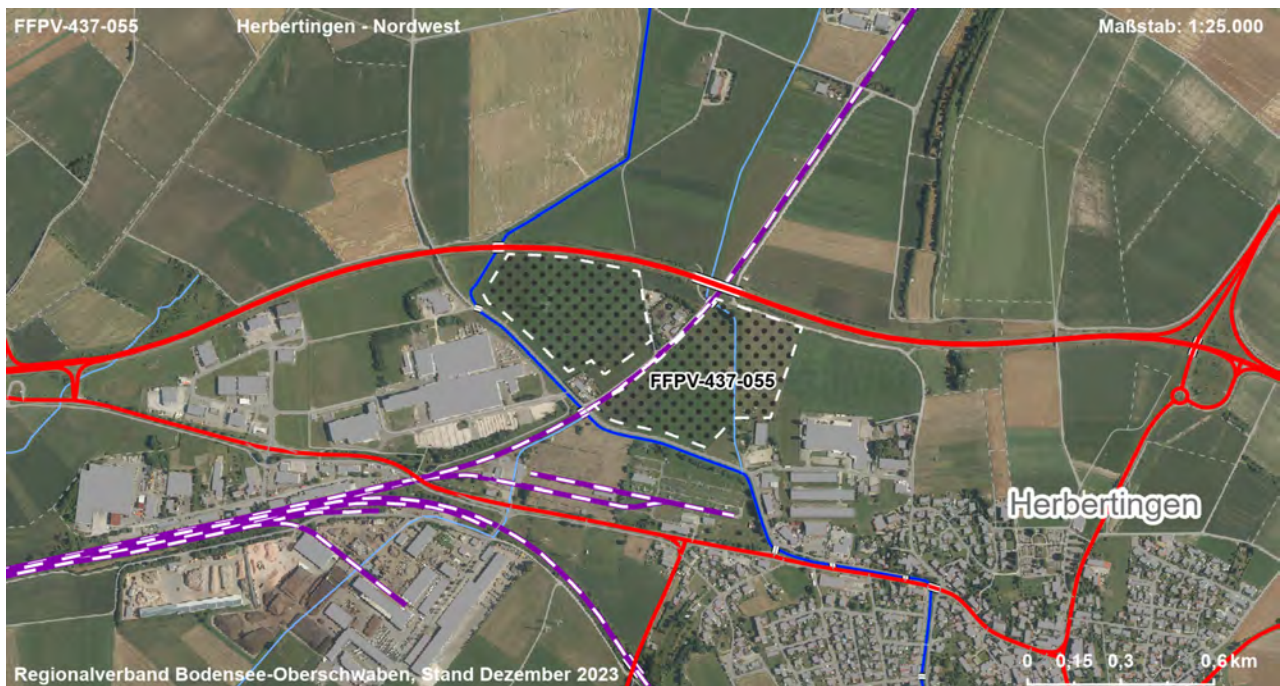 FFPV-437-055 Herbertingen - Nordwest Maßstab: 1:25.000
FFPV-437-055
Herbertingen
0 0,15 0,3 0,6 km
Regionalverband Bodensee-Oberschwaben, Stand Dezember 2023